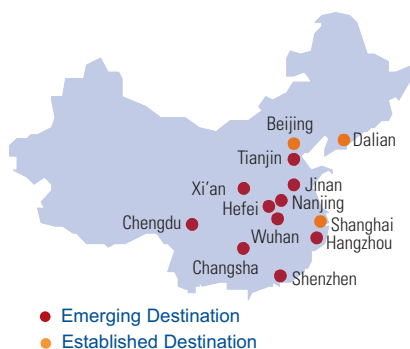 Beijing
Dalian
Tianjin
Xi'an
Jinan
Hefei
Nanjing
Chengdu
Wuhan
Shanghai
Hangzhou
Changsha
Shenzhen
Emerging Destination
Established Destination